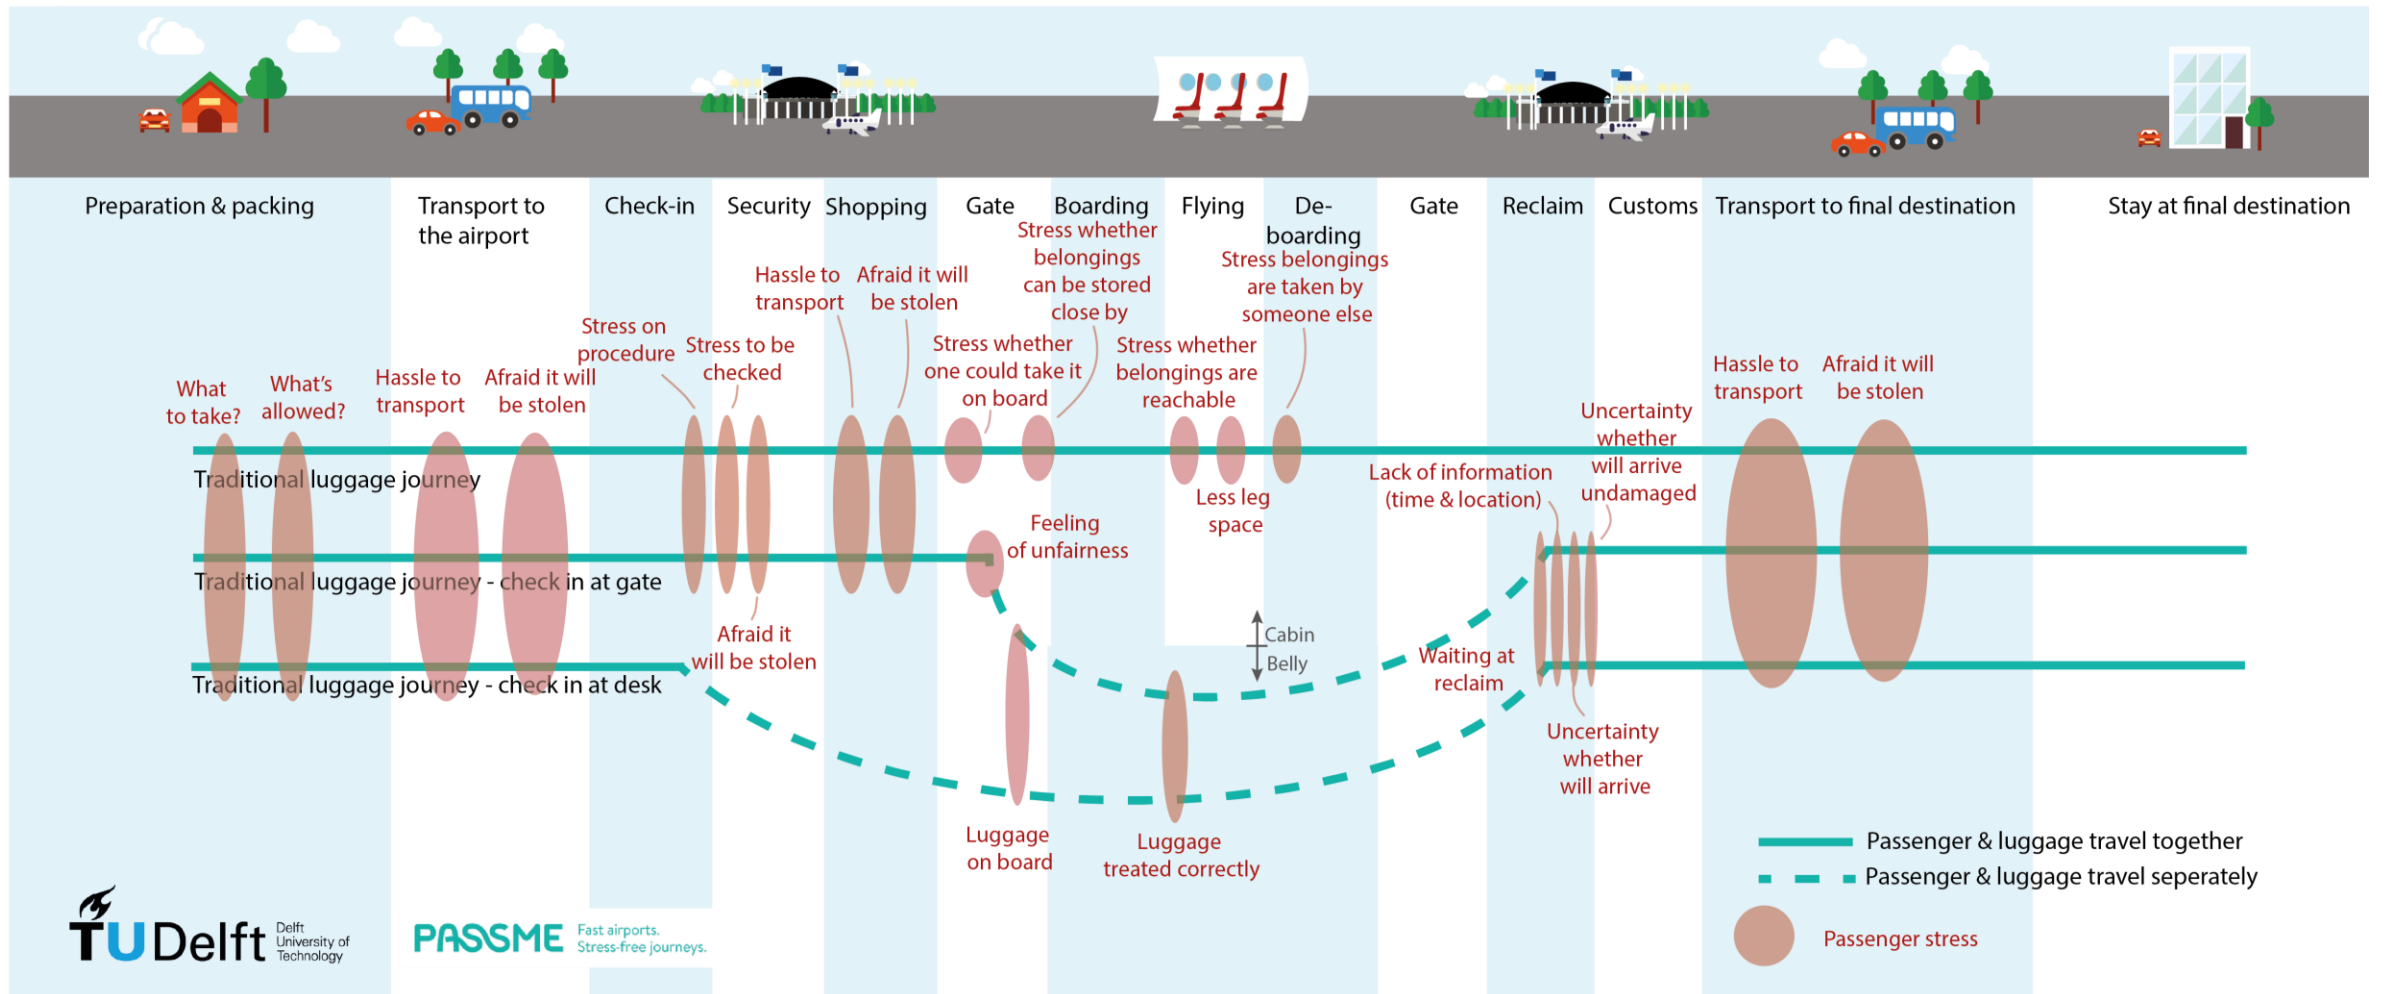 Preparation & packing
Transport to
the airport
Check-in
Security
Shopping
Gate
Boarding
Flying
De-
boarding
Gate
Reclaim
Customs
Transport to final destination
Stay at final destination
What
to take?
What's
allowed?
Hassle to
transport
Afraid it will
be stolen
Stress on
procedure
Stress to be
checked
Hassle to
transport
Afraid it will
be stolen
Stress whether
one could take it
on board
Stress whether
belongings
can be stored
close by
Stress whether
belongings are
reachable
Stress belongings
are taken by
someone else
Less leg
space
Lack of information
(time & location)
Uncertainty
whether
will arrive
undamaged
Hassle to
transport
Afraid it will
be stolen
Traditional luggage journey
Feeling
of unfairness
Traditional luggage journey - check in at gate
Afraid it
will be stolen
Cabin
Belly
Waiting at
reclaim
Traditional luggage journey - check in at desk
Uncertainty
whether
will arrive
Luggage
on board
Luggage
treated correctly
Passenger & luggage travel together
Passenger & luggage travel seperately
Passenger stress
TU Delft
Delft
University of
Technology
PASSME
Fast airports.
Stress-free journeys.